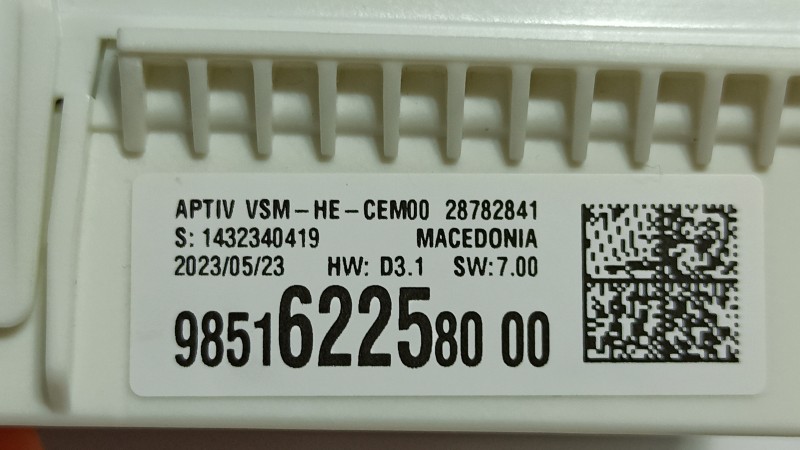 APTIV VSM-HE-CEM00 28782841
S: 1432340419 MACEDONIA
2023/05/23 HW: D3.1 SW:7.00
9851622580 00